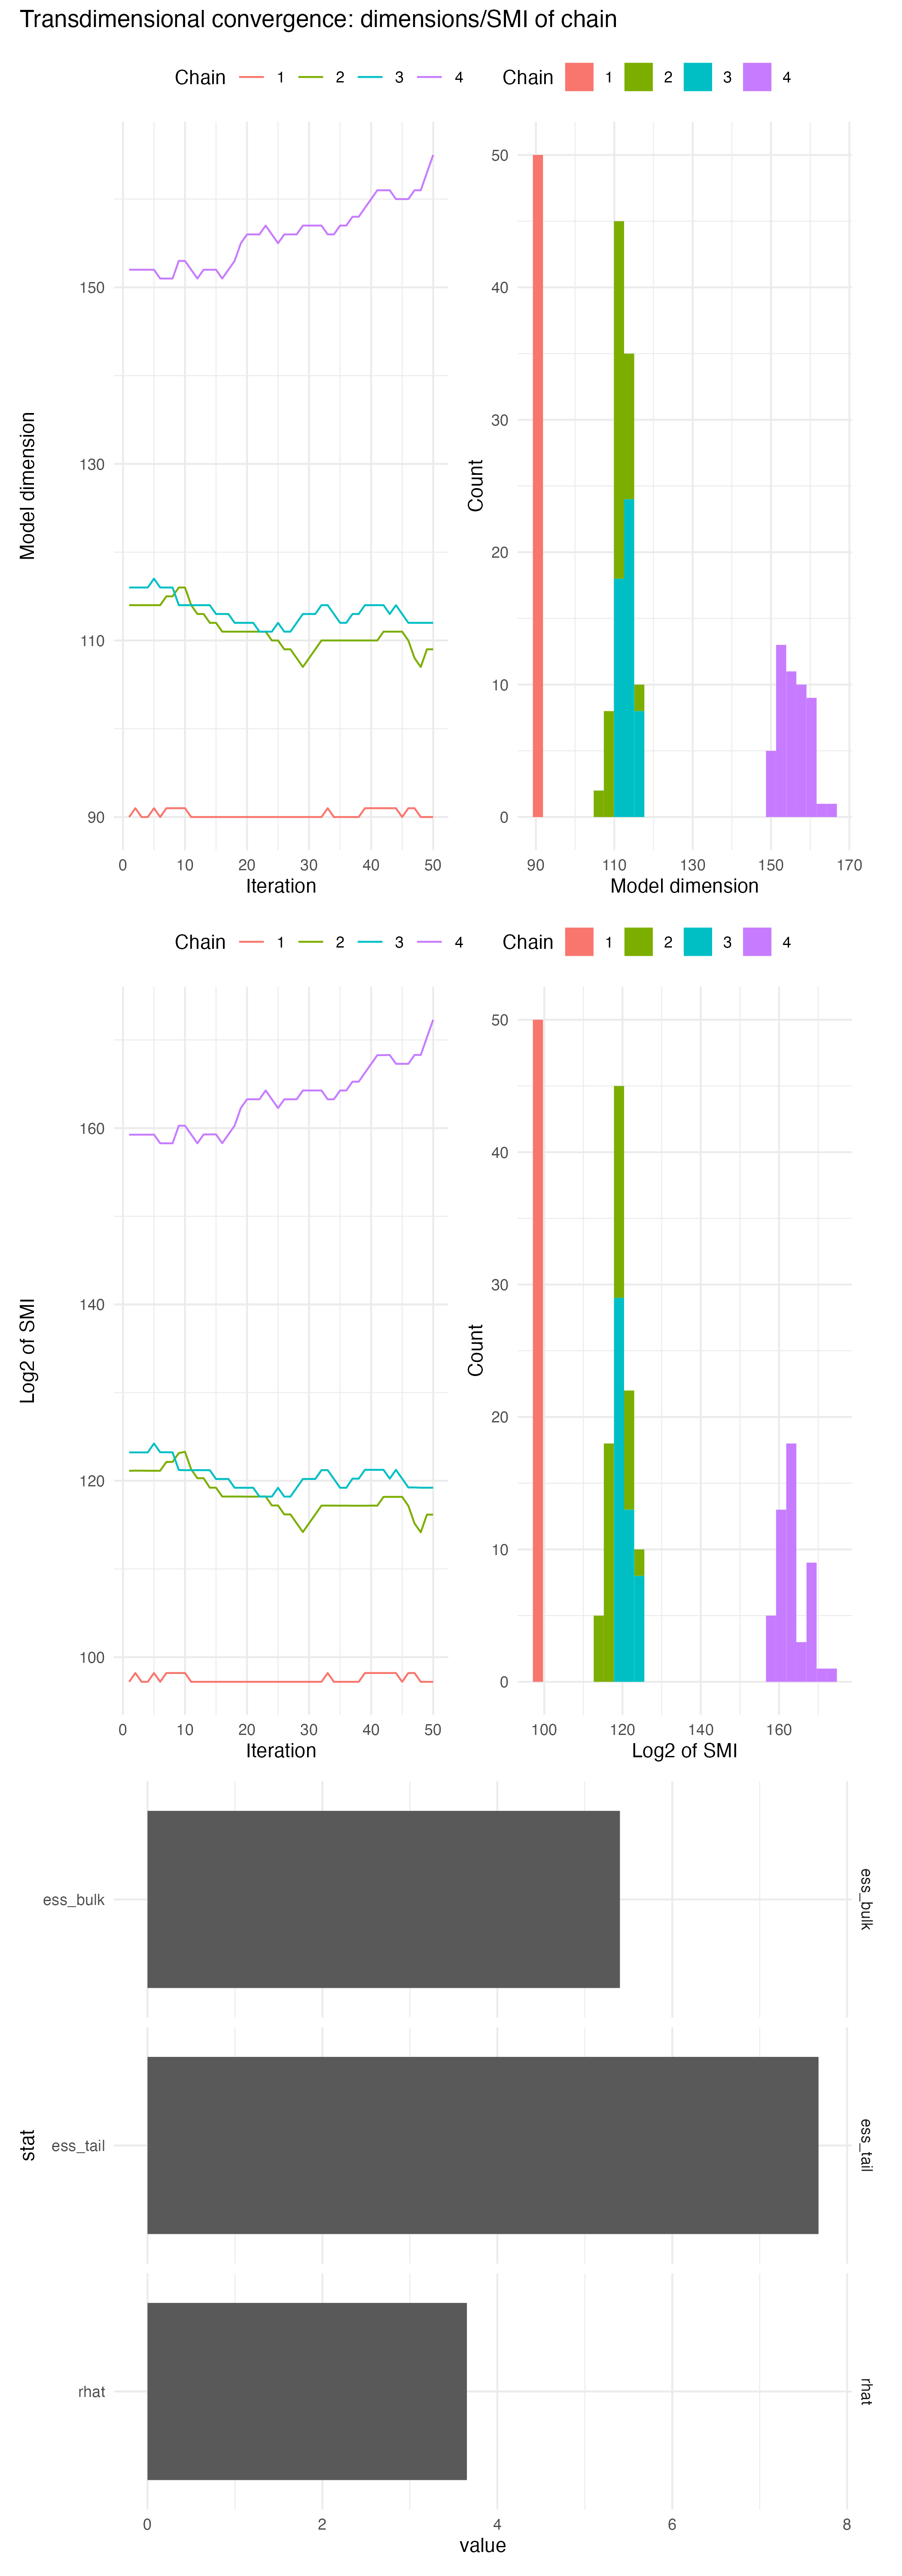 Transdimensional convergence: dimensions/SMI of chain
Chain 1 2 3 4
Chain 1 2 3 4
Model dimension
150
130
110
90
0 10 20 30 40 50
Iteration
Count
50
40
30
20
10
0
90 110 130 150 170
Model dimension
Chain 1 2 3 4
Chain 1 2 3 4
Log2 of SMI
160
140
120
100
0 10 20 30 40 50
Iteration
Count
50
40
30
20
10
0
100 120 140 160
Log2 of SMI
stat
ess_bulk
ess_bulk
ess_tail
ess_tail
rhat
rhat
0 2 4 6 8
value